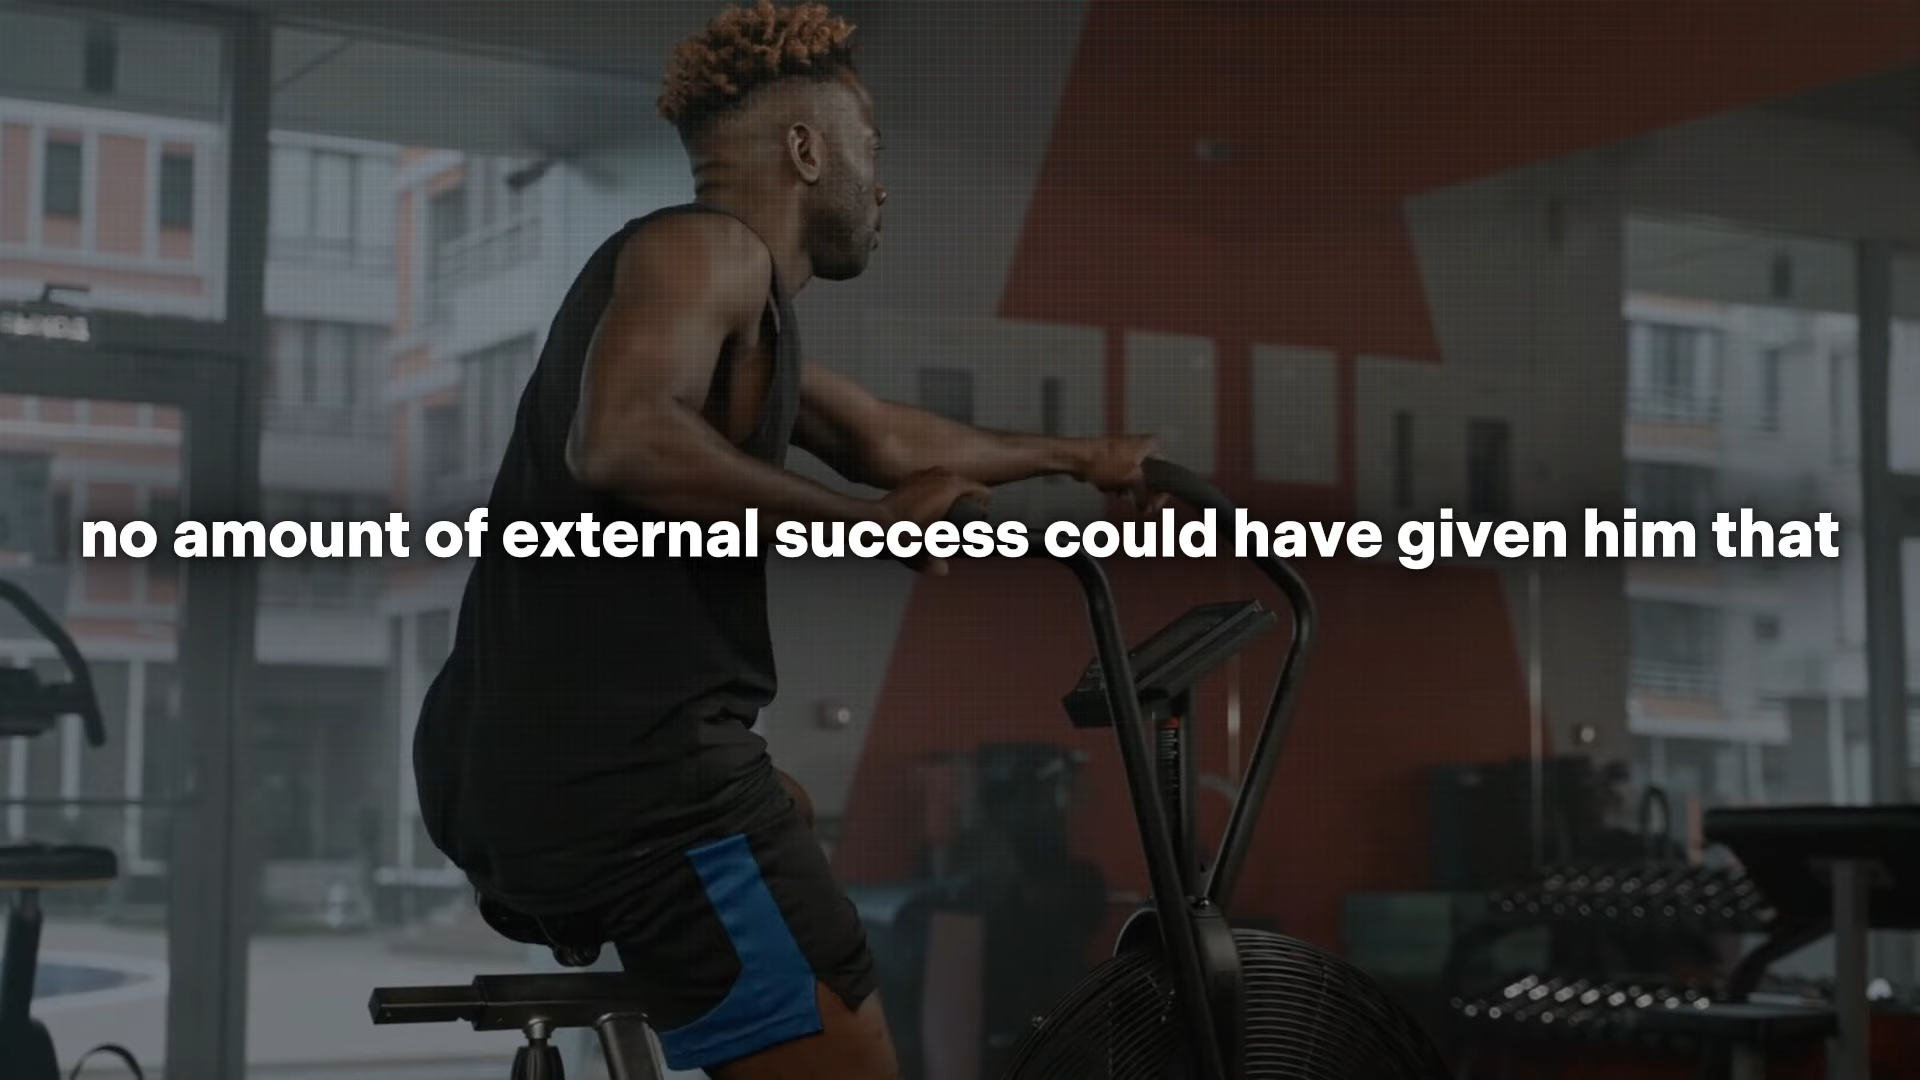 no amount of external success could have given him that